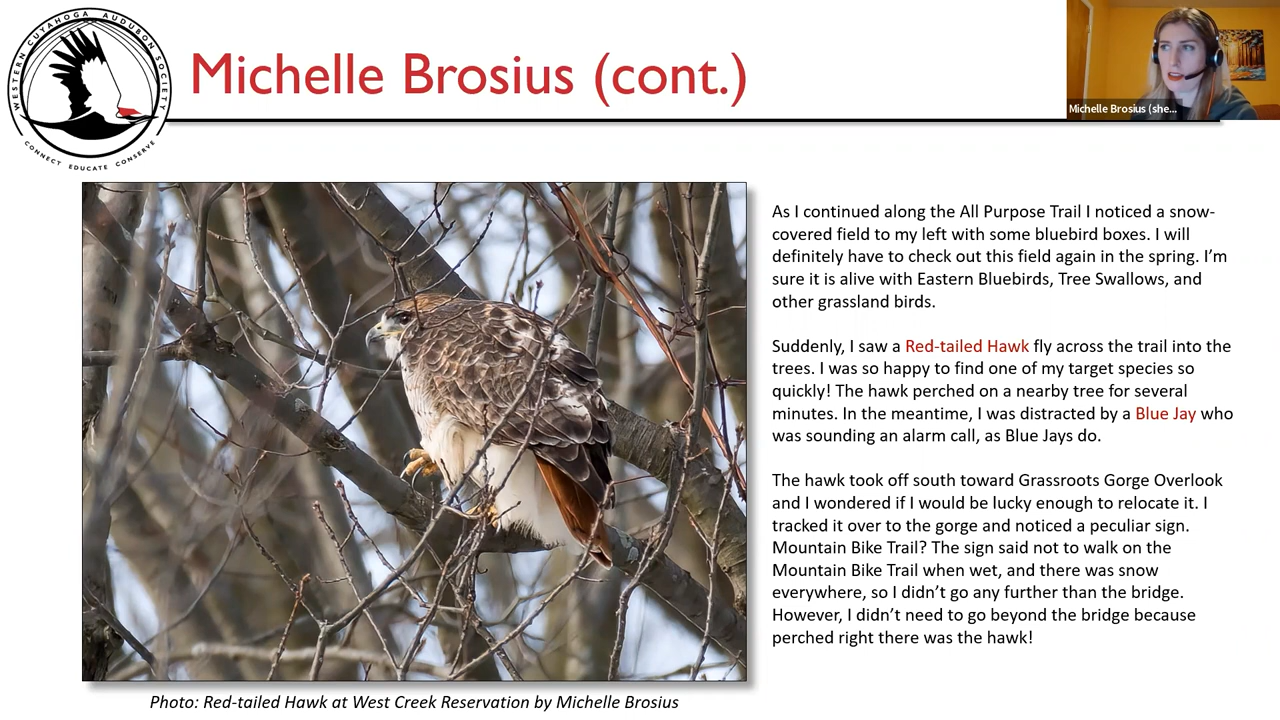 WESTERN CUYAHOGA AUDUBON SOCIETY
CONNECT EDUCATE CONSERVE
Michelle Brosius (cont.)
Michelle Brosius (she...
As I continued along the All Purpose Trail I noticed a snow-
covered field to my left with some bluebird boxes. I will
definitely have to check out this field again in the spring. I’m
sure it is alive with Eastern Bluebirds, Tree Swallows, and
other grassland birds.
Suddenly, I saw a Red-tailed Hawk fly across the trail into the
trees. I was so happy to find one of my target species so
quickly! The hawk perched on a nearby tree for several
minutes. In the meantime, I was distracted by a Blue Jay who
was sounding an alarm call, as Blue Jays do.
The hawk took off south toward Grassroots Gorge Overlook
and I wondered if I would be lucky enough to relocate it. I
tracked it over to the gorge and noticed a peculiar sign.
Mountain Bike Trail? The sign said not to walk on the
Mountain Bike Trail when wet, and there was snow
everywhere, so I didn’t go any further than the bridge.
However, I didn’t need to go beyond the bridge because
perched right there was the hawk!
Photo: Red-tailed Hawk at West Creek Reservation by Michelle Brosius